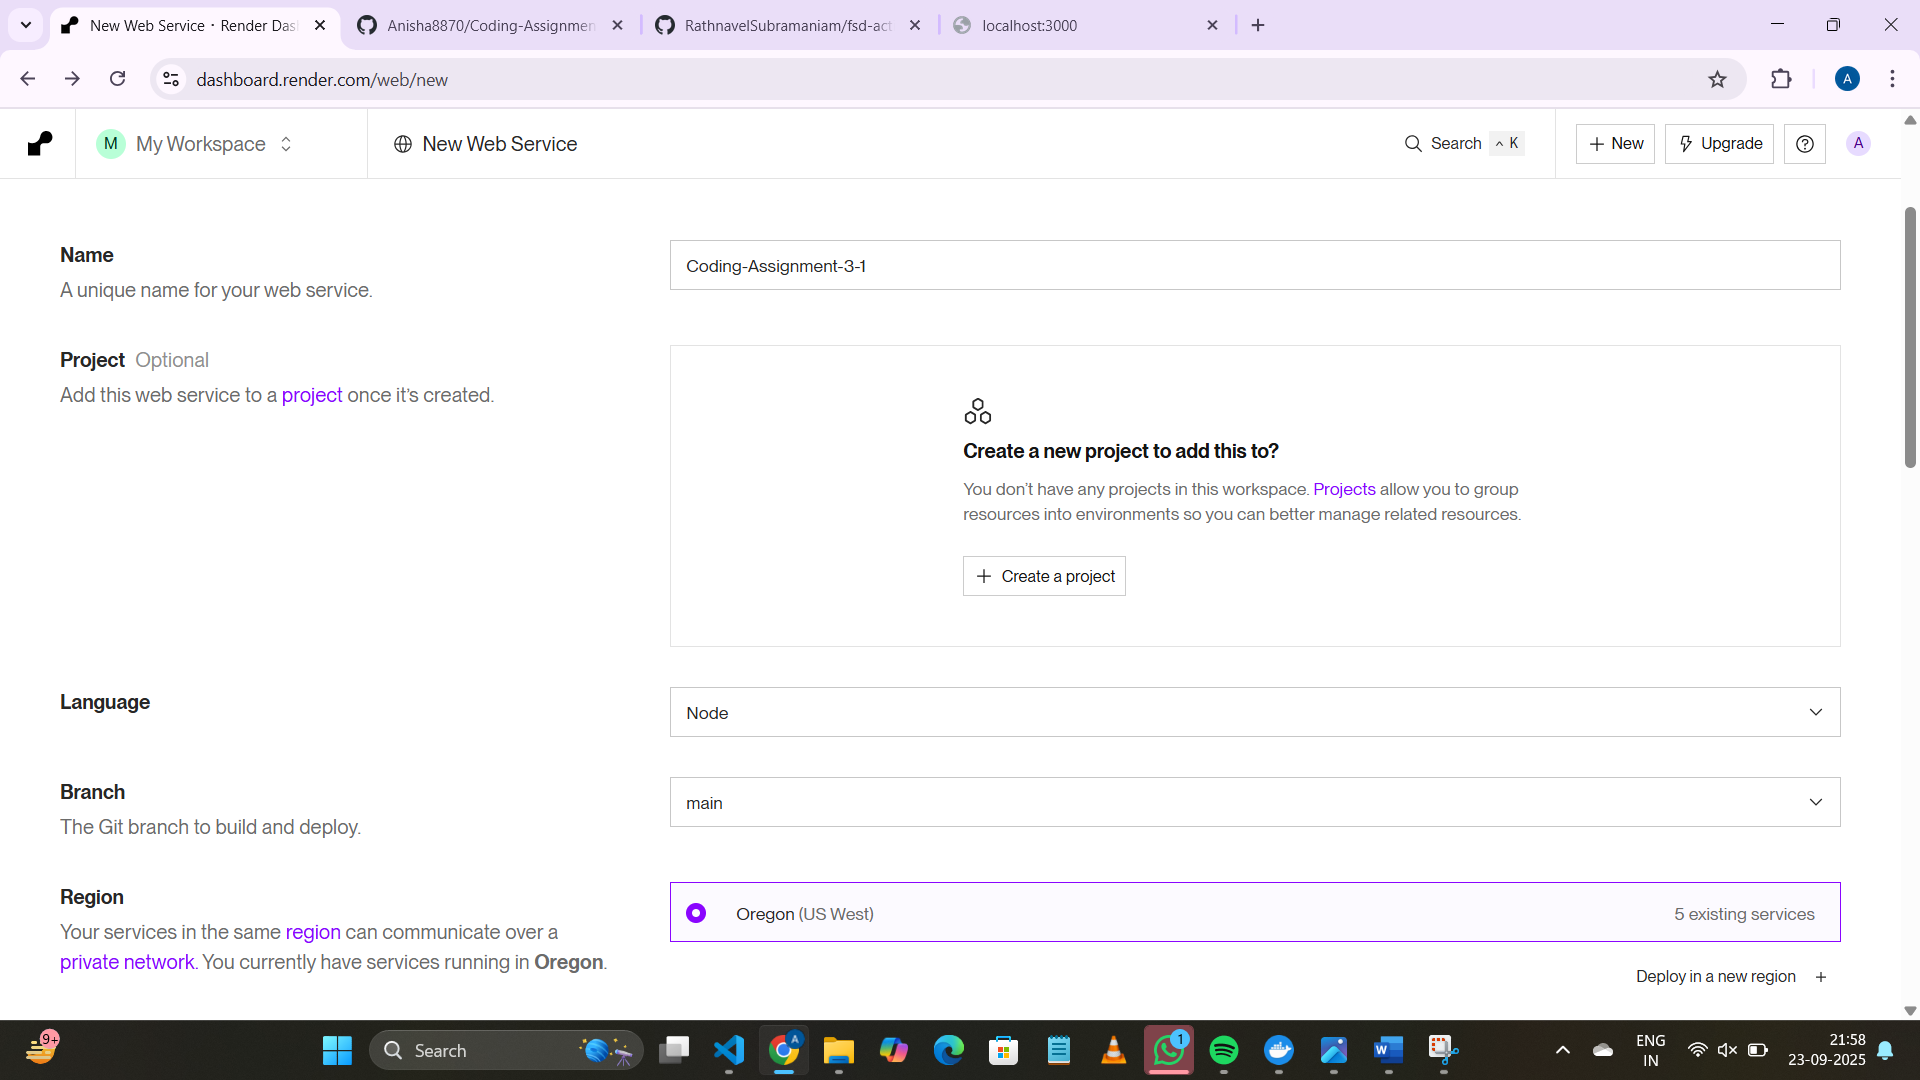 New Web Service · Render Das
Anisha8870/Coding-Assignmen
RathnavelSubramaniam/fsd-act
localhost:3000
dashboard.render.com/web/new
A
M My Workspace
New Web Service
Search ^ K
+ New
Upgrade
A
Name
A unique name for your web service.
Coding-Assignment-3-1
Project Optional
Add this web service to a project once it's created.
Create a new project to add this to?
You don't have any projects in this workspace. Projects allow you to group
resources into environments so you can better manage related resources.
+ Create a project
Language
Node
Branch
The Git branch to build and deploy.
main
Region
Your services in the same region can communicate over a
private network. You currently have services running in Oregon.
Oregon (US West)
5 existing services
Deploy in a new region +
9+
Search
A
1
W
ENG
IN
21:58
23-09-2025